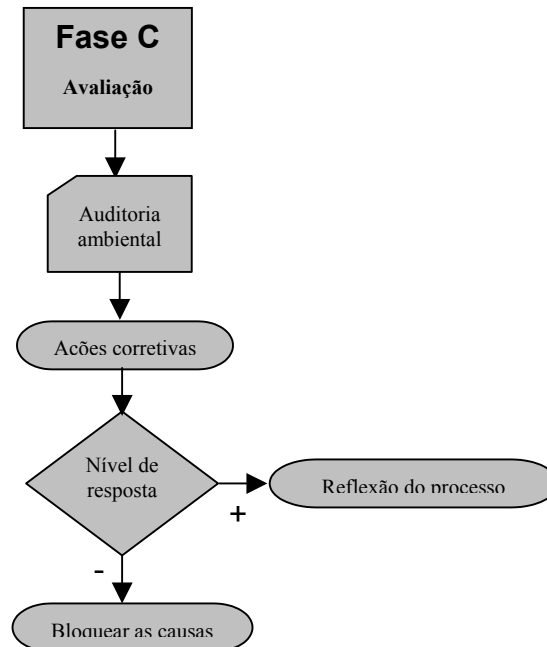 Fase C
Avaliação
Auditoria
ambiental
Acões corretivas
Nível de
resposta
Reflexão do processo
+
-
Bloquear as causas